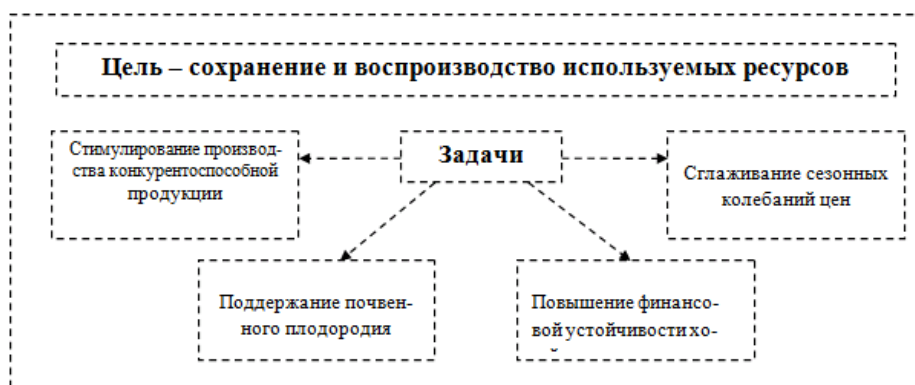 Цель – сохранение и воспроизводство используемых ресурсов
Стимулирование производ-
ства конкурентоспособной
продукции
Задачи
Сглаживание сезонных
колебаний цен
Поддержание почвен-
ного плодородия
Повышение финансо-
вой устойчивости хо-